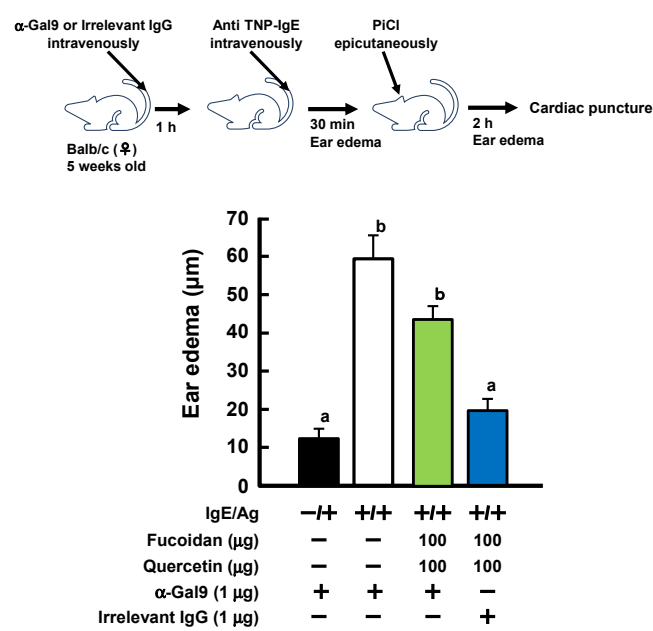 α-Gal9 or Irrelevant IgG
intravenously
Anti TNP-IgE
intravenously
PiCl
epicutaneously
1 h
30 min
Ear edema
2 h
Ear edema
Cardiac puncture
Balb/c (♀)
5 weeks old
Ear edema (μm)
70
60
50
40
30
20
10
0
a
b
b
a
IgE/Ag −/+ +/+ +/+ +/+
Fucoidan (μg) − − 100 100
Quercetin (μg) − − 100 100
α-Gal9 (1 μg) + + + −
Irrelevant IgG (1 μg) − − − +